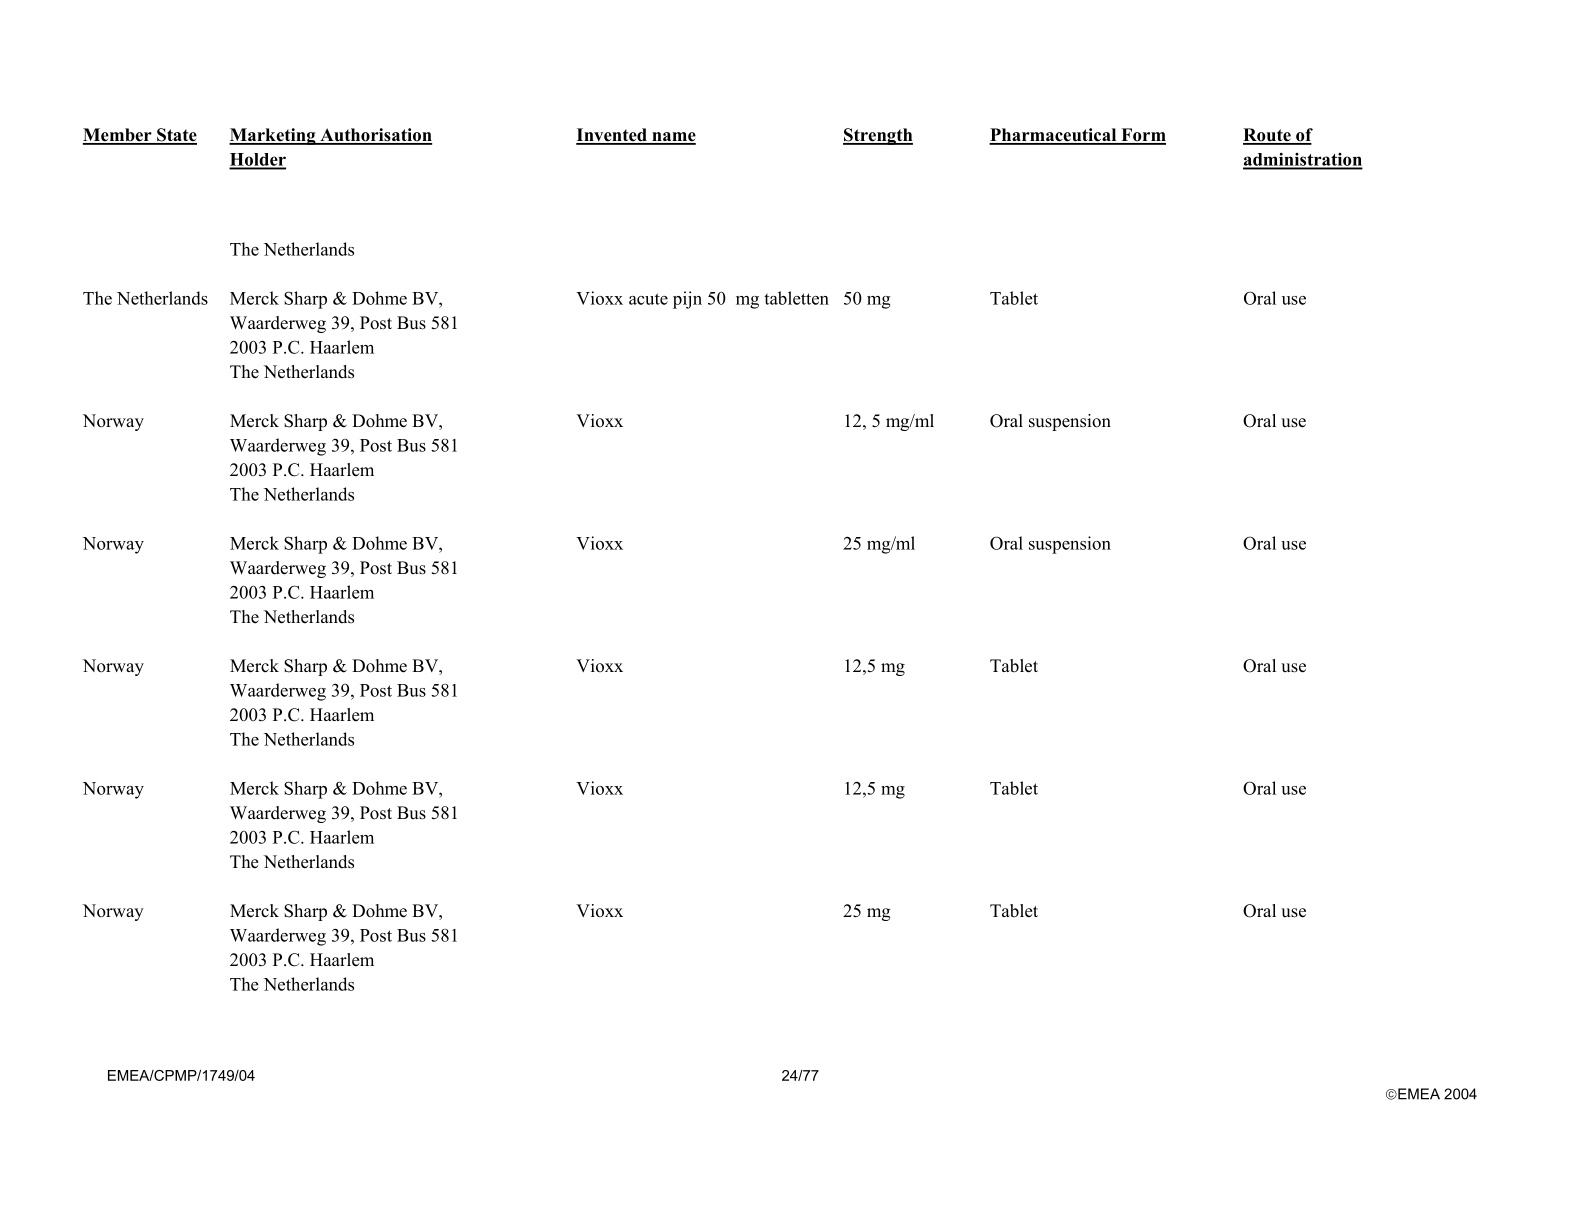 Member State Marketing Authorisation Invented name Strength Pharmaceutical Form Route of
Holder administration
The Netherlands
The Netherlands Merck Sharp & Dohme BV, Vioxx acute pijn 50  mg tabletten 50 mg Tablet Oral use
Waarderweg 39, Post Bus 581
2003 P.C. Haarlem
The Netherlands
Norway Merck Sharp & Dohme BV, Vioxx 12, 5 mg/ml Oral suspension Oral use
Waarderweg 39, Post Bus 581
2003 P.C. Haarlem
The Netherlands
Norway Merck Sharp & Dohme BV, Vioxx 25 mg/ml Oral suspension Oral use
Waarderweg 39, Post Bus 581
2003 P.C. Haarlem
The Netherlands
Norway Merck Sharp & Dohme BV, Vioxx 12,5 mg Tablet Oral use
Waarderweg 39, Post Bus 581
2003 P.C. Haarlem
The Netherlands
Norway Merck Sharp & Dohme BV, Vioxx 12,5 mg Tablet Oral use
Waarderweg 39, Post Bus 581
2003 P.C. Haarlem
The Netherlands
Norway Merck Sharp & Dohme BV, Vioxx 25 mg Tablet Oral use
Waarderweg 39, Post Bus 581
2003 P.C. Haarlem
The Netherlands
EMEA/CPMP/1749/04 24/77
©EMEA 2004